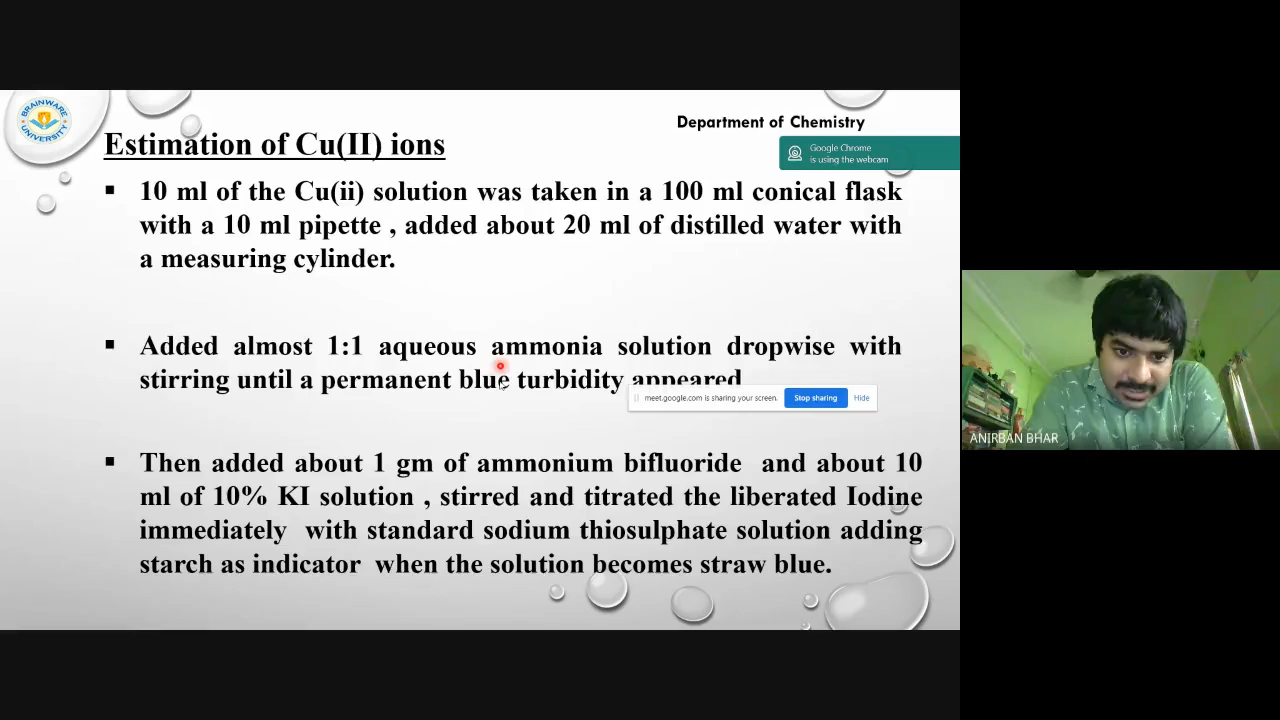 BRAINWARE UNIVERSITY
Department of Chemistry
Estimation of Cu(II) ions
Google Chrome
is using the webcam
▪ 10 ml of the Cu(ii) solution was taken in a 100 ml conical flask
with a 10 ml pipette , added about 20 ml of distilled water with
a measuring cylinder.
▪ Added almost 1:1 aqueous ammonia solution dropwise with
stirring until a permanent blue turbidity appeared
meet.google.com is sharing your screen. Stop sharing Hide
▪ Then added about 1 gm of ammonium bifluoride and about 10
ml of 10% KI solution , stirred and titrated the liberated Iodine
immediately with standard sodium thiosulphate solution adding
starch as indicator when the solution becomes straw blue.
ANIRBAN BHAR